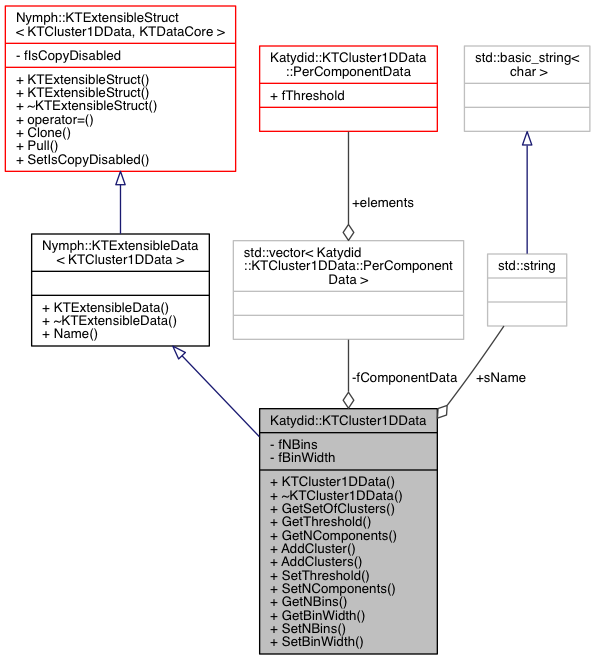 Nymph::KTExtensibleStruct
< KTCluster1DData, KTDataCore >
- fIsCopyDisabled
+ KTExtensibleStruct()
+ KTExtensibleStruct()
+ ~KTExtensibleStruct()
+ operator=()
+ Clone()
+ Pull()
+ SetIsCopyDisabled()
Katydid::KTCluster1DData
::PerComponentData
+ fThreshold
std::basic_string<
char >
+elements
Nymph::KTExtensibleData
< KTCluster1DData >
+ KTExtensibleData()
+ ~KTExtensibleData()
+ Name()
std::vector< Katydid
::KTCluster1DData::PerComponent
Data >
std::string
-fComponentData
+sName
Katydid::KTCluster1DData
- fNBins
- fBinWidth
+ KTCluster1DData()
+ ~KTCluster1DData()
+ GetSetOfClusters()
+ GetThreshold()
+ GetNComponents()
+ AddCluster()
+ AddClusters()
+ SetThreshold()
+ SetNComponents()
+ GetNBins()
+ GetBinWidth()
+ SetNBins()
+ SetBinWidth()